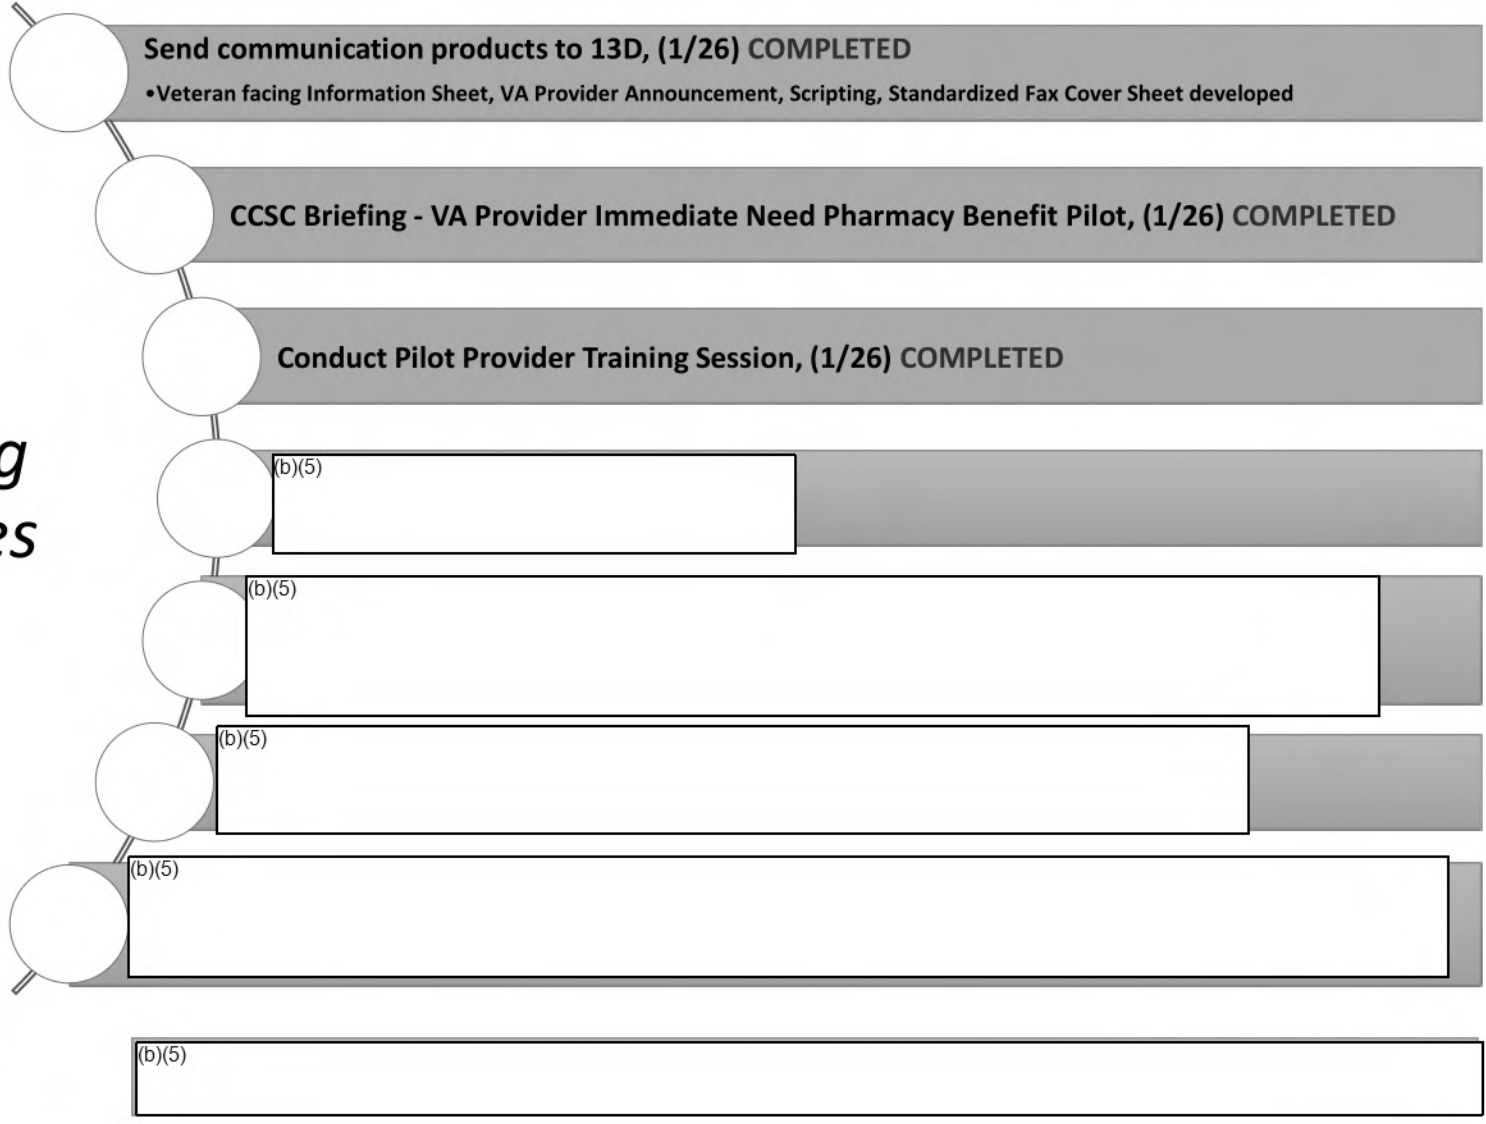 Send communication products to 13D, (1/26) COMPLETED
•Veteran facing Information Sheet, VA Provider Announcement, Scripting, Standardized Fax Cover Sheet developed
CCSC Briefing - VA Provider Immediate Need Pharmacy Benefit Pilot, (1/26) COMPLETED
Conduct Pilot Provider Training Session, (1/26) COMPLETED
g
es
(b)(5)
(b)(5)
(b)(5)
(b)(5)
(b)(5)